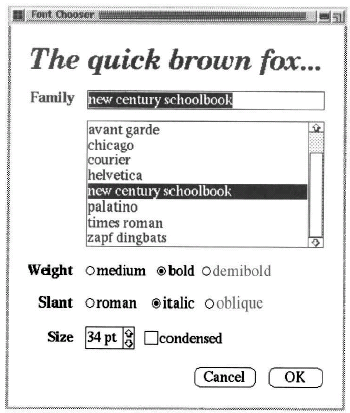 Font Chooser
The quick brown fox...
Family new century schoolbook
avant garde
chicago
courier
helvetica
new century schoolbook
palatino
times roman
zapf dingbats
Weight medium bold demibold
Slant roman italic oblique
Size 34 pt condensed
Cancel OK